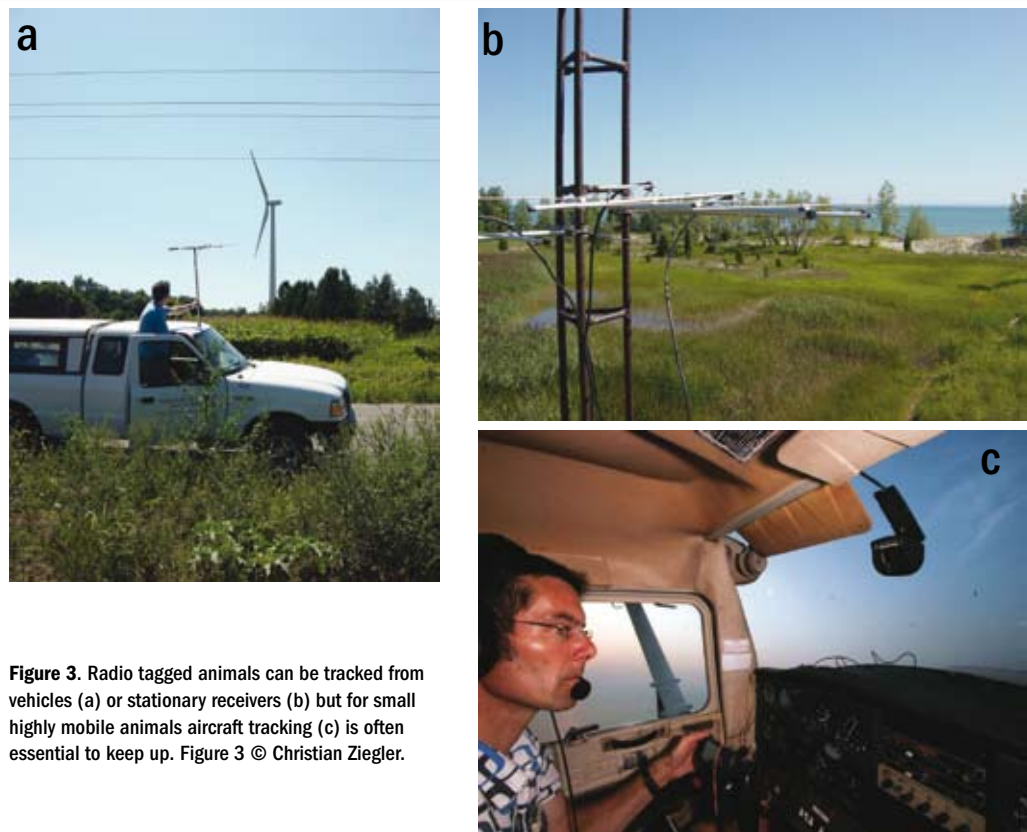 a
b
c
Figure 3. Radio tagged animals can be tracked from
vehicles (a) or stationary receivers (b) but for small
highly mobile animals aircraft tracking (c) is often
essential to keep up. Figure 3 © Christian Ziegler.